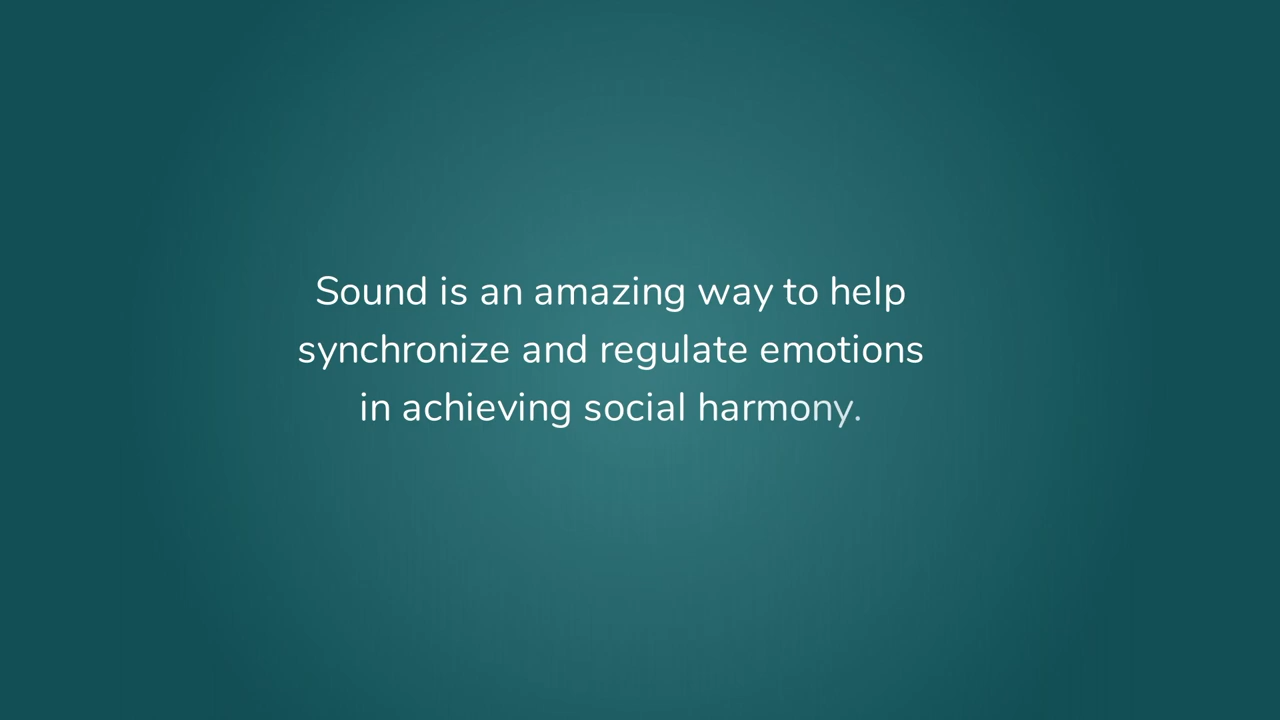 Sound is an amazing way to help
synchronize and regulate emotions
in achieving social harmony.